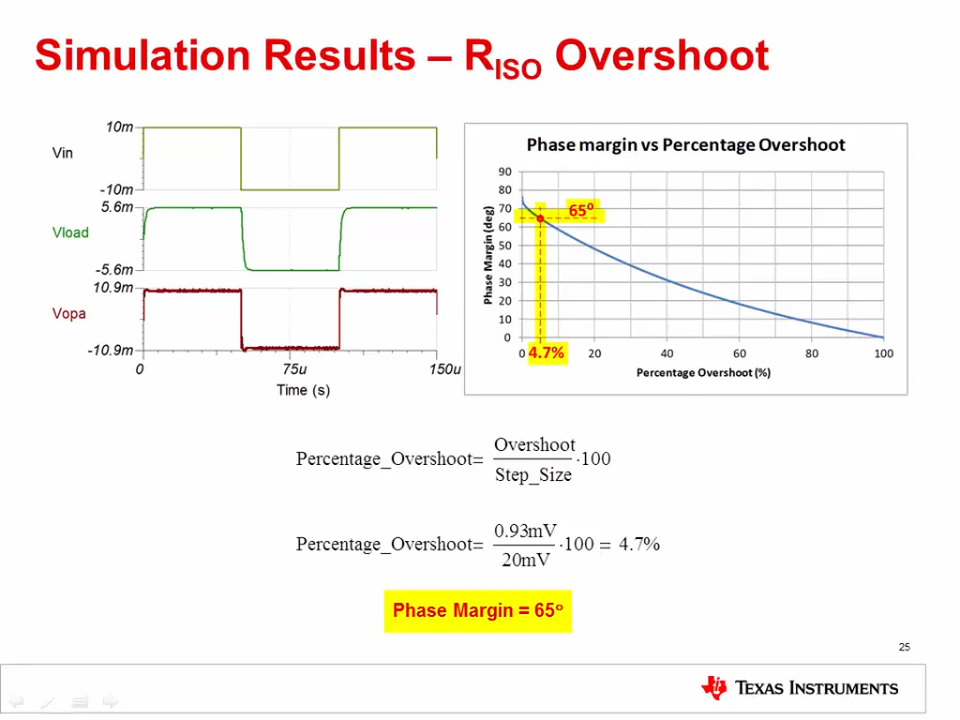 Simulation Results – RISO Overshoot
10m
Vin
-10m
5.6m
Vload
-5.6m
10.9m
Vopa
-10.9m
0
75u
150u
Time (s)
Phase margin vs Percentage Overshoot
Phase Margin (deg)
90
80
70
60
50
40
30
20
10
0
65o
0
4.7%
20
40
60
80
100
Percentage Overshoot (%)
Percentage_Overshoot= Overshoot
Step_Size
·100
Percentage_Overshoot= 0.93mV
20mV
·100 = 4.7%
Phase Margin = 65o
25
TEXAS INSTRUMENTS